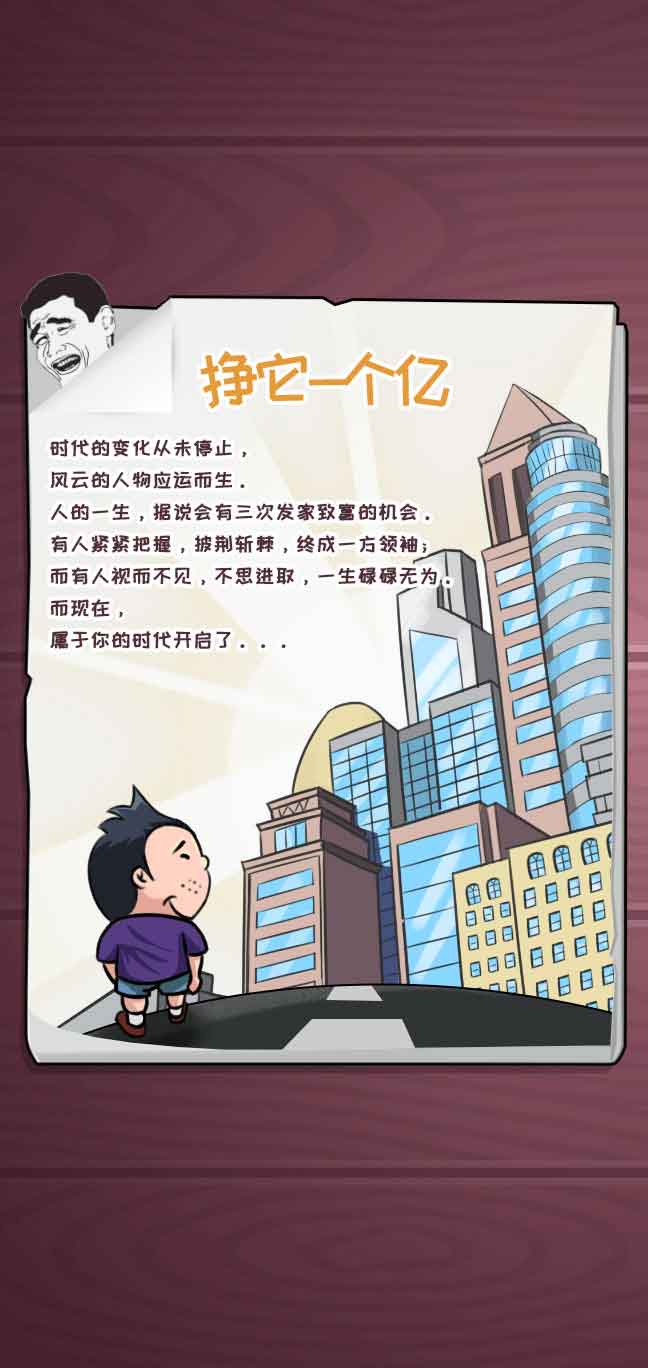 挣它一个亿
时代的变化从未停止，
风云的人物应运而生．
人的一生，据说会有三次发家致富的机会．
有人紧紧把握，披荆斩棘，终成一方领袖；
而有人视而不见，不思进取，一生碌碌无为．
而现在，
属于你的时代开启了．．．